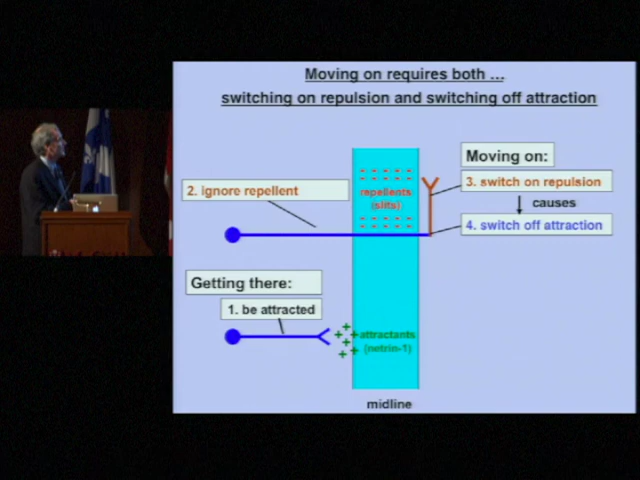 Moving on requires both ...
switching on repulsion and switching off attraction
Moving on:
2. ignore repellent
repellents
(slits)
3. switch on repulsion
causes
4. switch off attraction
Getting there:
1. be attracted
attractants
(netrin-1)
midline